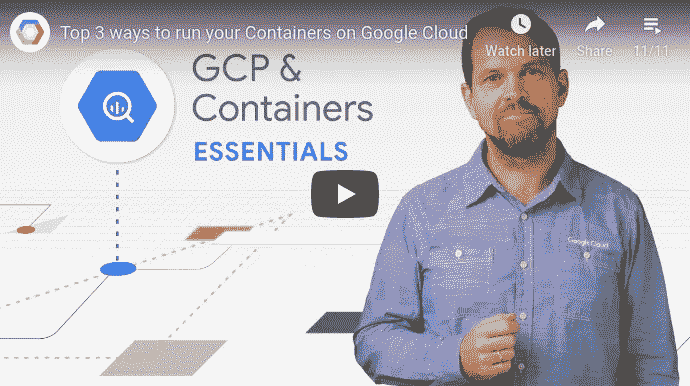 Top 3 ways to run your Containers on Google Cloud
Watch later
Share
11/11
GCP &
Containers
ESSENTIALS
Google Cloud